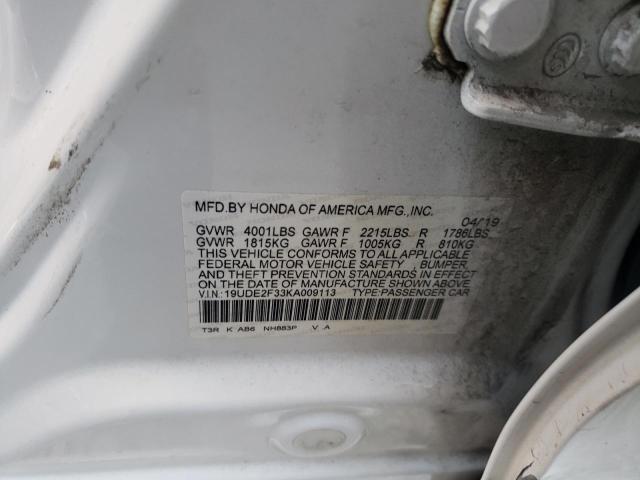 MFD.BY HONDA OF AMERICA MFG.,INC. 04/19
GVWR 4001LBS GAWR F 2215LBS R 1786LBS
GVWR 1815KG GAWR F 1005KG R 810KG
THIS VEHICLE CONFORMS TO ALL APPLICABLE
FEDERAL MOTOR VEHICLE SAFETY BUMPER
AND THEFT PREVENTION STANDARDS IN EFFECT
ON THE DATE OF MANUFACTURE SHOWN ABOVE.
V.I.N.:19UDE2F33KA009113 TYPE:PASSENGER CAR
T3R K AB6 NH883P V .A